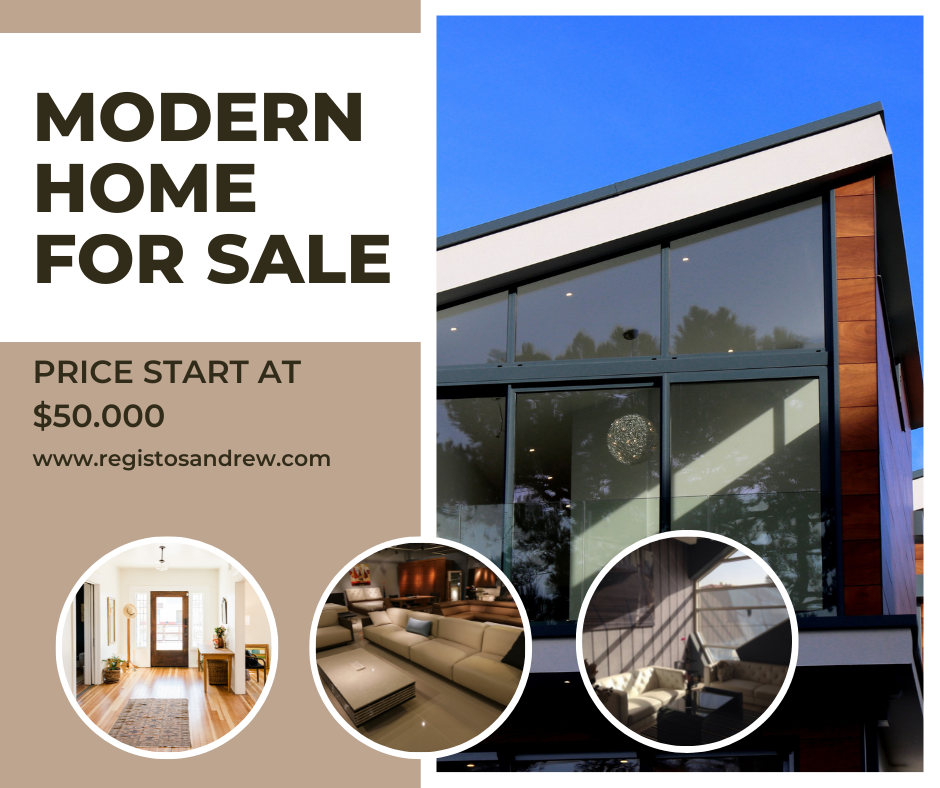 MODERN
HOME
FOR SALE
PRICE START AT
$50.000
www.registosandrew.com